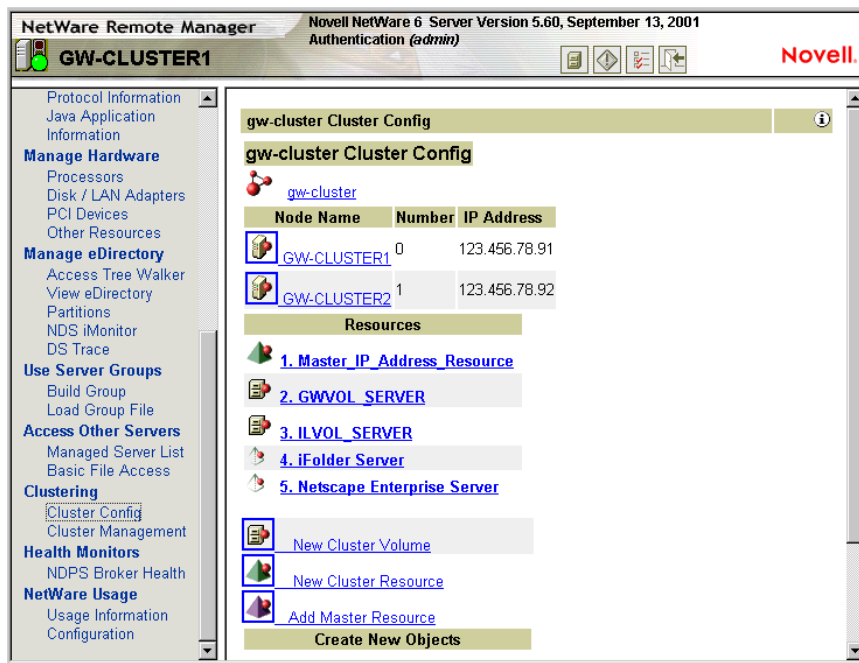 NetWare Remote Manager
GW-CLUSTER1
Novell NetWare 6 Server Version 5.60, September 13, 2001
Authentication (admin)
Novell.
Protocol Information
Java Application
Information
Manage Hardware
Processors
Disk / LAN Adapters
PCI Devices
Other Resources
Manage eDirectory
Access Tree Walker
View eDirectory
Partitions
NDS iMonitor
DS Trace
Use Server Groups
Build Group
Load Group File
Access Other Servers
Managed Server List
Basic File Access
Clustering
Cluster Config
Cluster Management
Health Monitors
NDPS Broker Health
NetWare Usage
Usage Information
Configuration
gw-cluster Cluster Config
gw-cluster Cluster Config
gw-cluster
Node Name Number IP Address
GW-CLUSTER1 0 123.456.78.91
GW-CLUSTER2 1 123.456.78.92
Resources
1. Master_IP_Address_Resource
2. GWVOL_SERVER
3. ILVOL_SERVER
4. iFolder Server
5. Netscape Enterprise Server
New Cluster Volume
New Cluster Resource
Add Master Resource
Create New Objects